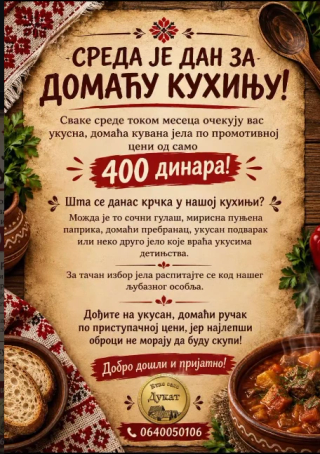 СРЕДА ЈЕ ДАН ЗА
ДОМАЋУ КУХИЊУ!
Сваке среде током месеца очекују вас
укусна, домаћа кувана јела по промотивној
цени од само
400 динара!
Шта се данас крчка у нашој кухињи?
Можда је то сочни гулаш, мирисна пуњена
паприка, домаћи пребранац, укусан подварак
или неко друго јело које враћа укусима
детињства.
За тачан избор јела распитајте се код нашег
љубазног особља.
Дођите на укусан, домаћи ручак
по приступачној цени, јер најлепши
оброци не морају да буду скупи!
Добро дошли и пријатно!
Дукат
0640050106